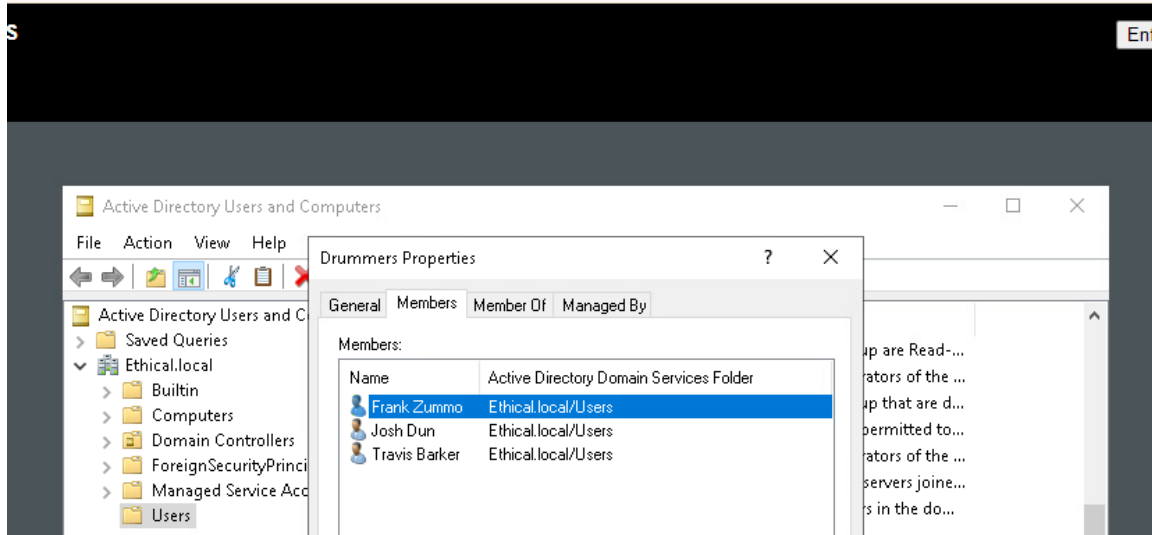 s
Ent
Active Directory Users and Computers
File Action View Help
Drummers Properties
?
General Members Member Of Managed By
Active Directory Users and C
Saved Queries
Ethical.local
Builtin
Computers
Domain Controllers
ForeignSecurityPrinci
Managed Service Acc
Users
Members:
Name Active Directory Domain Services Folder
Frank Zummo Ethical.local/Users
Josh Dun Ethical.local/Users
Travis Barker Ethical.local/Users
up are Read-...
rators of the ...
up that are d...
permitted to...
rators of the ...
servers joine...
rs in the do...